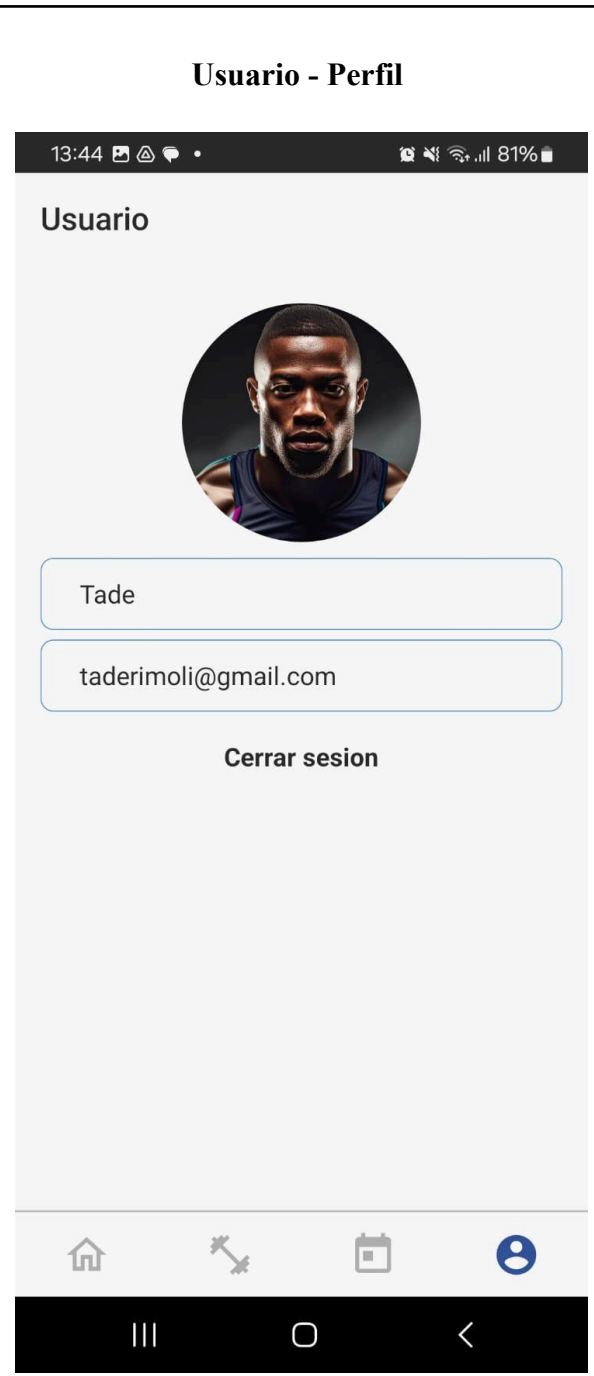 Usuario - Perfil
13:44 81%
Usuario
Tade
taderimoli@gmail.com
Cerrar sesion